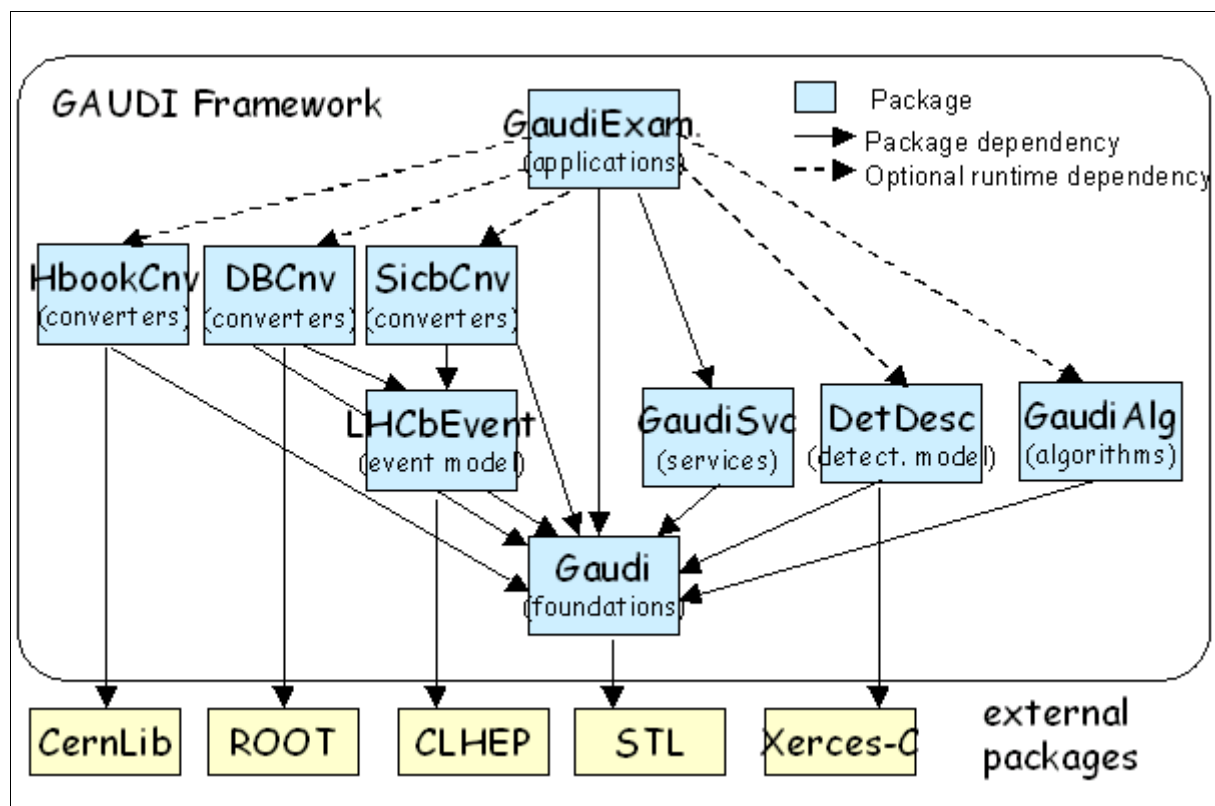 GAUDI Framework
GaudiExam.
(applications)
Package
Package dependency
Optional runtime dependency
HbookCnv
(converters)
DBCnv
(converters)
SicbCnv
(converters)
LHCbEvent
(event model)
GaudiSvc
(services)
DetDesc
(detect. model)
GaudiAlg
(algorithms)
Gaudi
(foundations)
CernLib
ROOT
CLHEP
STL
Xerces-C
external
packages